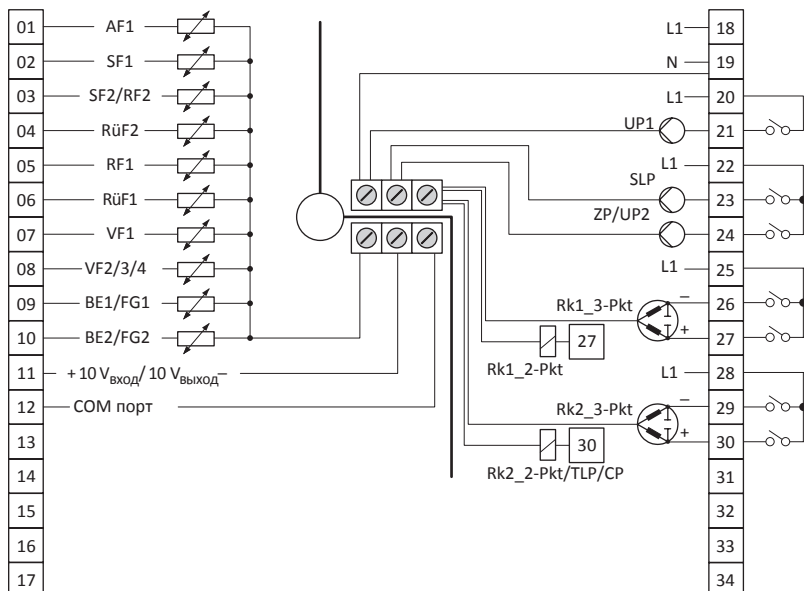 01 AF1
02 SF1
03 SF2/RF2
04 RüF2
05 RF1
06 RüF1
07 VF1
08 VF2/3/4
09 BE1/FG1
10 BE2/FG2
11 + 10 Vвход/ 10 Vвыход–
12 COM порт
13
14
15
16
17
L1 18
N 19
L1 20
UP1 21
L1 22
SLP 23
ZP/UP2 24
L1 25
Rk1_3-Pkt – 26
+ 27
27
Rk1_2-Pkt
L1 28
Rk2_3-Pkt – 29
+ 30
30
Rk2_2-Pkt/TLP/CP
31
32
33
34